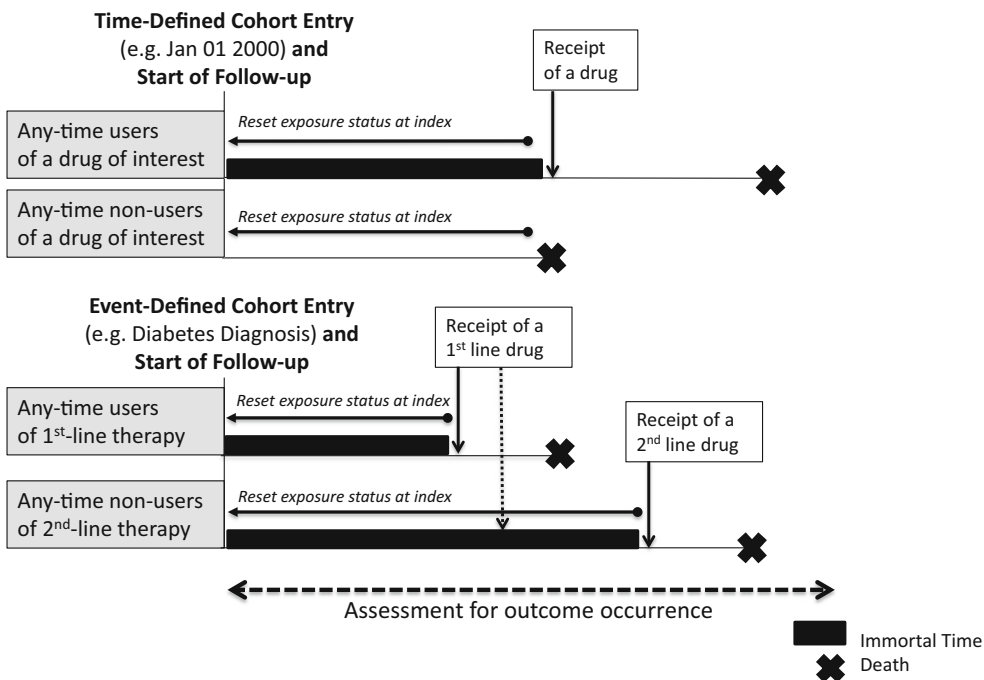 Time-Defined Cohort Entry
(e.g. Jan 01 2000) and
Start of Follow-up
Receipt
of a drug
Any-time users
of a drug of interest
Reset exposure status at index
Any-time non-users
of a drug of interest
Reset exposure status at index
Event-Defined Cohort Entry
(e.g. Diabetes Diagnosis) and
Start of Follow-up
Receipt of a
1st line drug
Any-time users
of 1st-line therapy
Reset exposure status at index
Receipt of a
2nd line drug
Any-time non-users
of 2nd-line therapy
Reset exposure status at index
Assessment for outcome occurrence
Immortal Time
Death